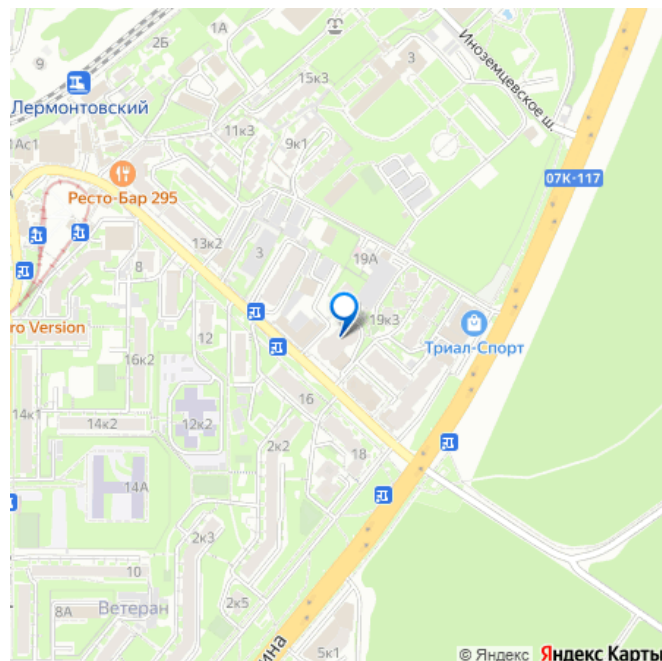 1А
2Б
9
3
Иноземцевское ш.
15к3
Лермонтовский
11к3
1Ас1
9к1
07К-117
Ресто-Бар 295
13к2
3
19А
8
19к3
ro Version
12
Триал-Спорт
16к2
16
14к1
14к2
12к2
2к2
18
14А
2к3
10
2к5
8А
Ветеран
ина
5к1
© Яндекс Яндекс Карты